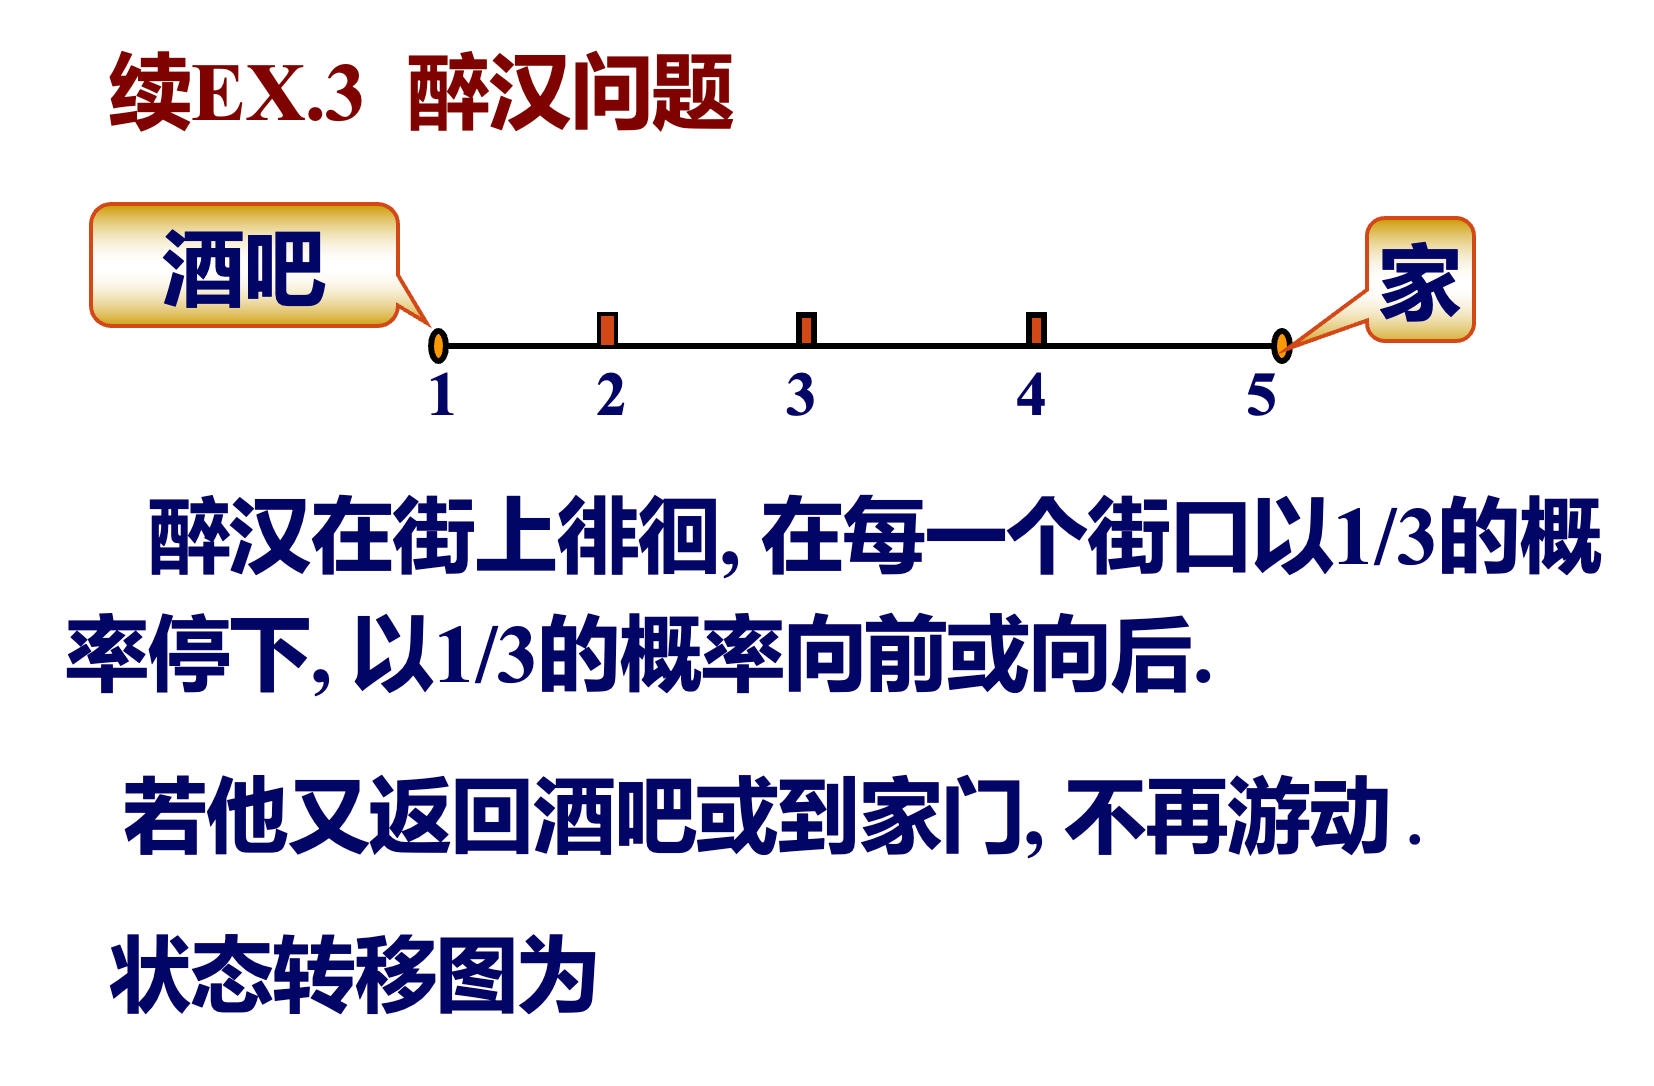 续EX.3 醉汉问题
酒吧
家
1 2 3 4 5
醉汉在街上徘徊, 在每一个街口以1/3的概
率停下, 以1/3的概率向前或向后.
若他又返回酒吧或到家门, 不再游动 .
状态转移图为